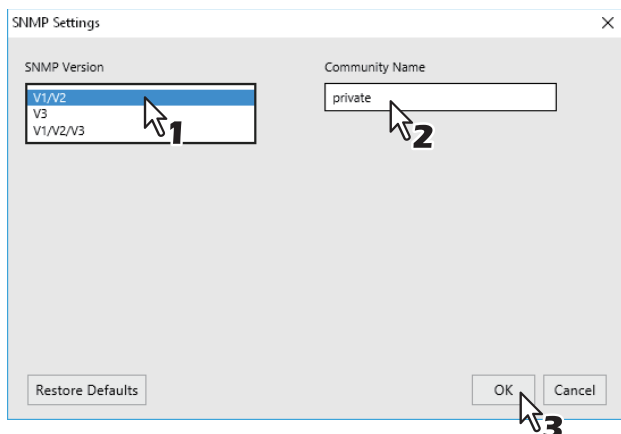 SNMP Settings
SNMP Version
Community Name
V1/V2
V3
V1/V2/V3
private
1
2
Restore Defaults
OK
Cancel
3